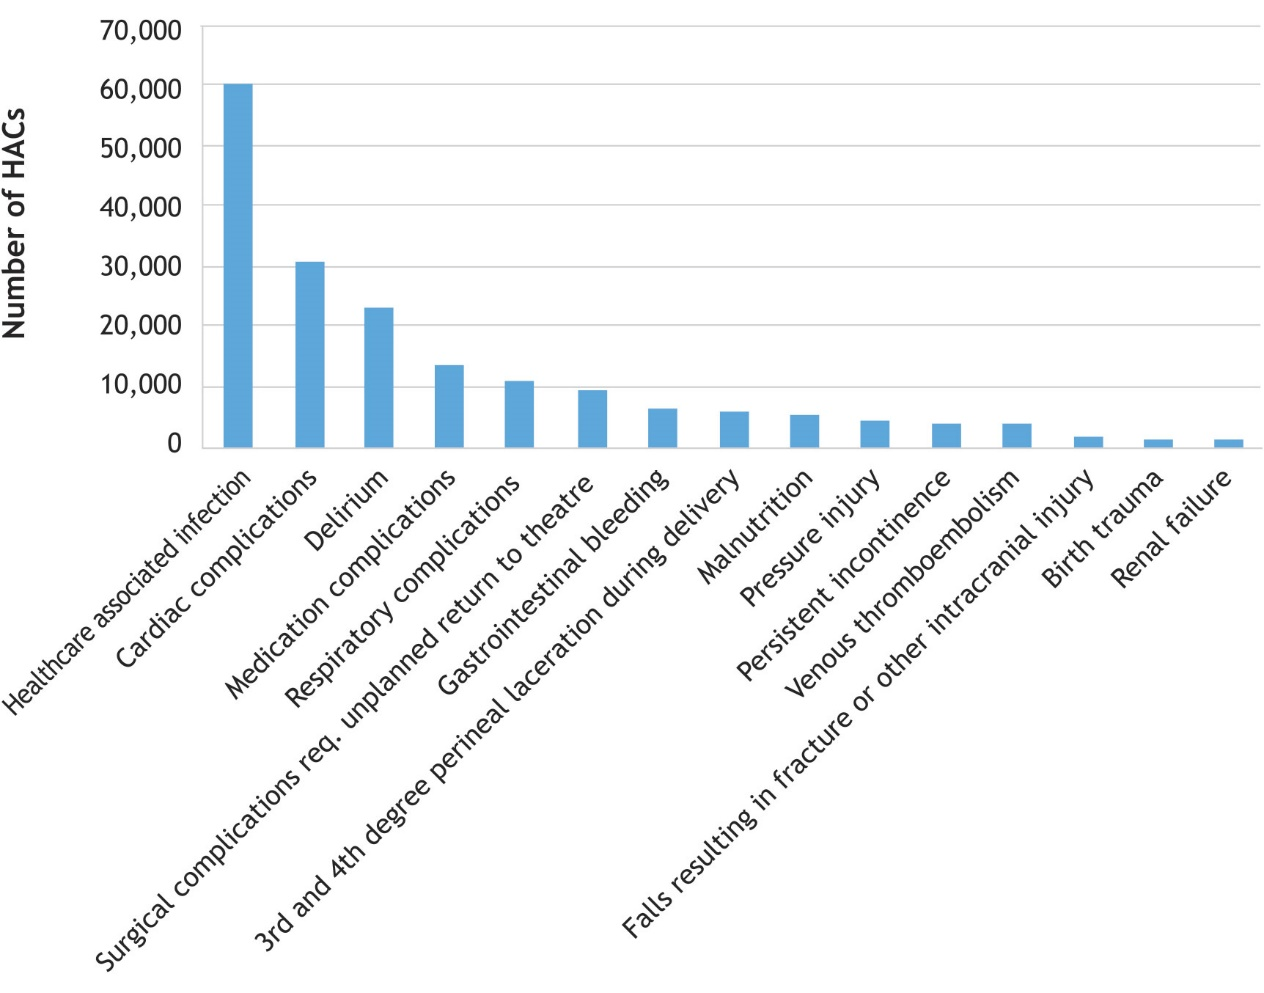 Number of HACs
70,000
60,000
50,000
40,000
30,000
20,000
10,000
0
Healthcare associated infection
Cardiac complications
Delirium
Medication complications
Respiratory complications
Surgical complications req. unplanned return to theatre
Gastrointestinal bleeding
3rd and 4th degree perineal laceration during delivery
Malnutrition
Pressure injury
Persistent incontinence
Venous thromboembolism
Falls resulting in fracture or other intracranial injury
Birth trauma
Renal failure